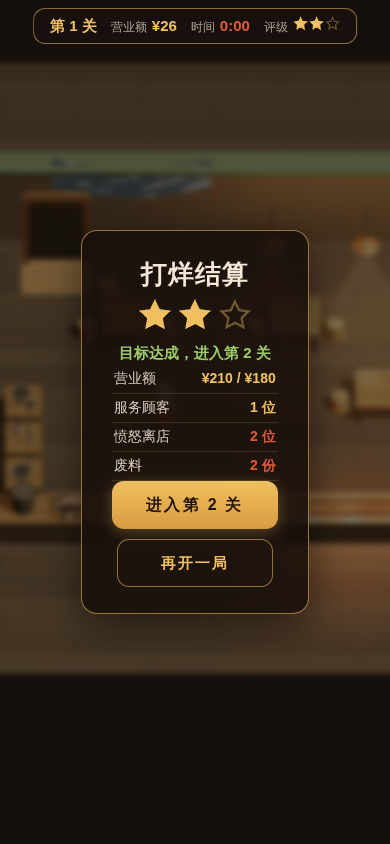 第 1 关 营业额 ¥26 时间 0:00 评级
打烊结算
目标达成，进入第 2 关
营业额 ¥210 / ¥180
服务顾客 1 位
愤怒离店 2 位
废料 2 份
进入第 2 关
再开一局